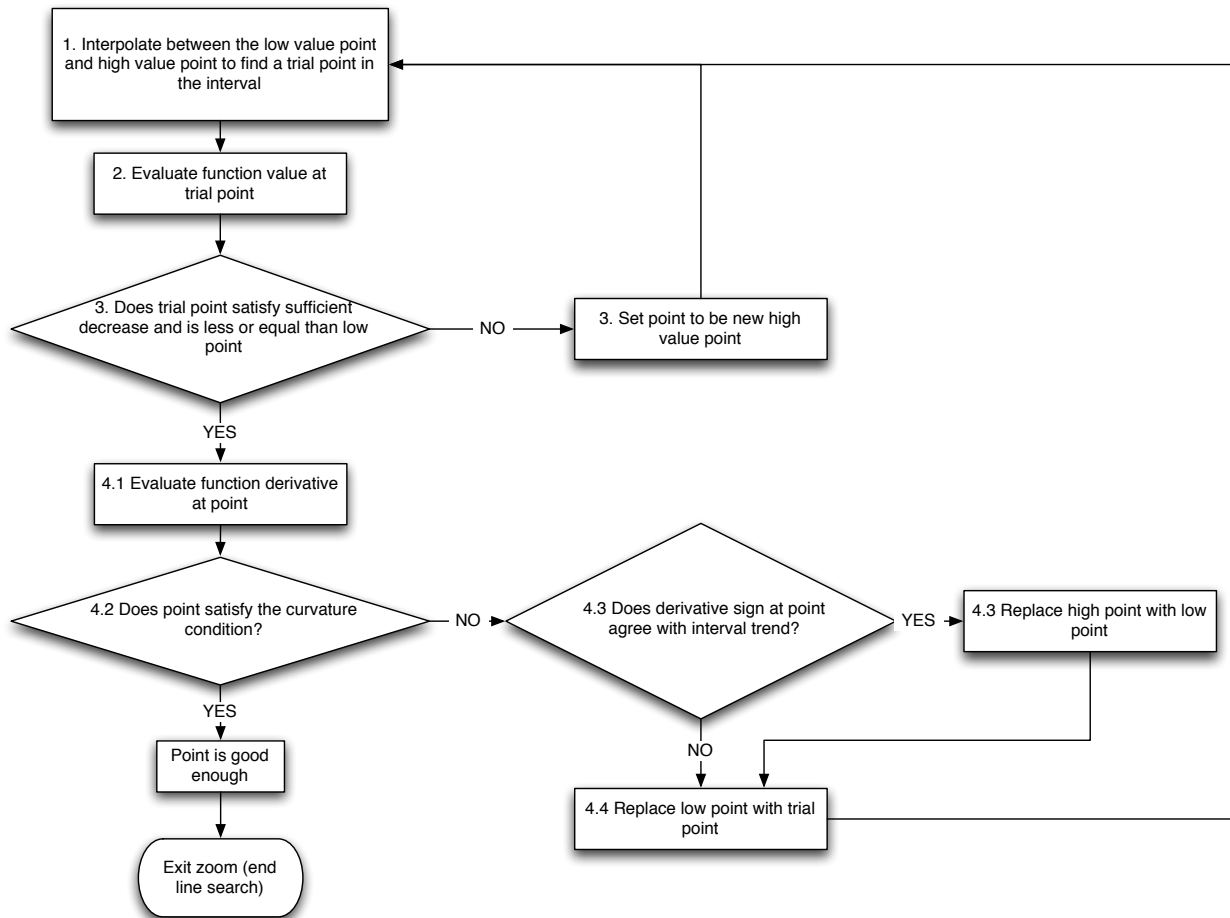 1. Interpolate between the low value point
and high value point to find a trial point in
the interval
2. Evaluate function value at
trial point
3. Does trial point satisfy sufficient
decrease and is less or equal than low
point
NO
3. Set point to be new high
value point
YES
4.1 Evaluate function derivative
at point
4.2 Does point satisfy the curvature
condition?
NO
4.3 Does derivative sign at point
agree with interval trend?
YES
4.3 Replace high point with low
point
YES
NO
Point is good
enough
4.4 Replace low point with trial
point
Exit zoom (end
line search)